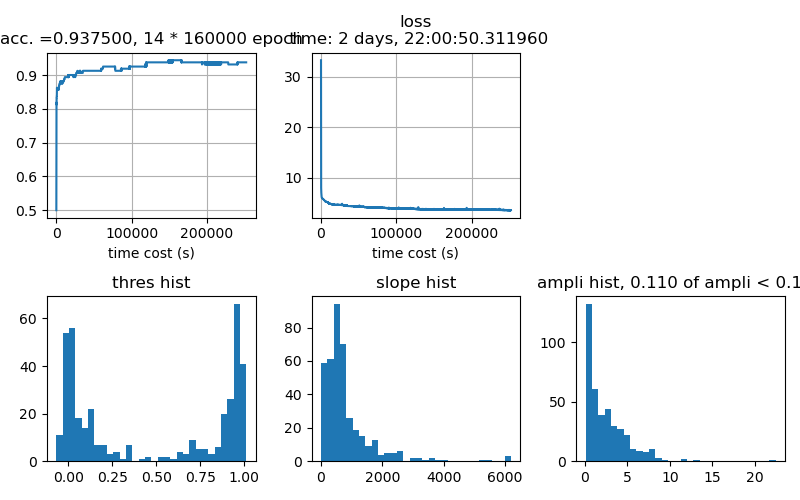 loss
acc. =0.937500, 14 * 160000 epoch
time: 2 days, 22:00:50.311960
0.9
0.8
0.7
0.6
0.5
0 100000 200000
time cost (s)
30
20
10
0 100000 200000
time cost (s)
thres hist
60
40
20
0
0.00 0.25 0.50 0.75 1.00
slope hist
80
60
40
20
0
0 2000 4000 6000
ampli hist, 0.110 of ampli < 0.1
100
50
0
0 5 10 15 20